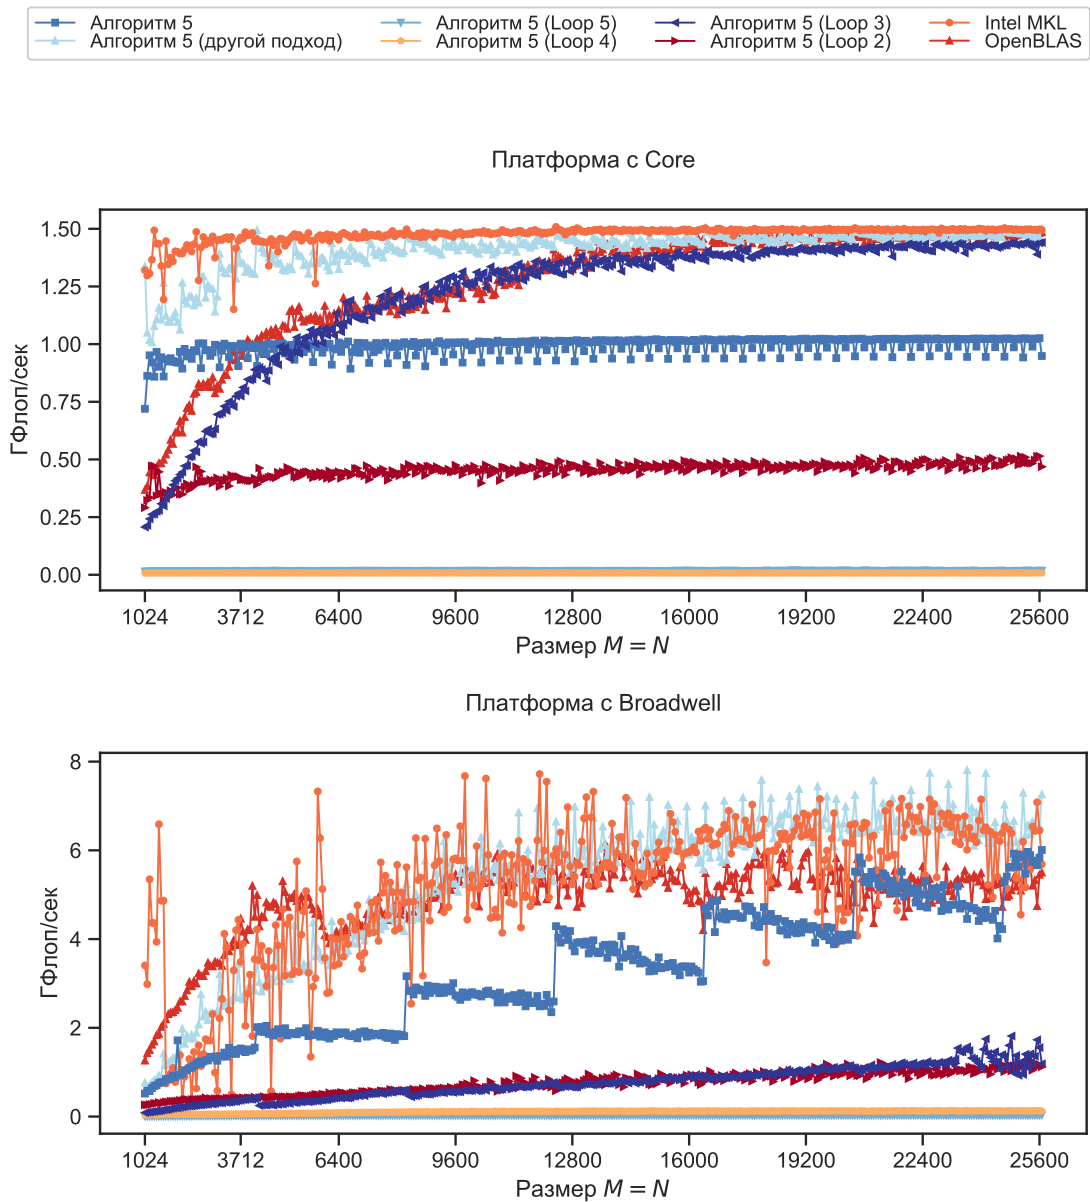 Алгоритм 5
Алгоритм 5 (другой подход)
Алгоритм 5 (Loop 5)
Алгоритм 5 (Loop 4)
Алгоритм 5 (Loop 3)
Алгоритм 5 (Loop 2)
Intel MKL
OpenBLAS
Платформа с Core
ГФлоп/сек
1.50
1.25
1.00
0.75
0.50
0.25
0.00
1024 3712 6400 9600 12800 16000 19200 22400 25600
Размер M = N
Платформа с Broadwell
ГФлоп/сек
8
6
4
2
0
1024 3712 6400 9600 12800 16000 19200 22400 25600
Размер M = N